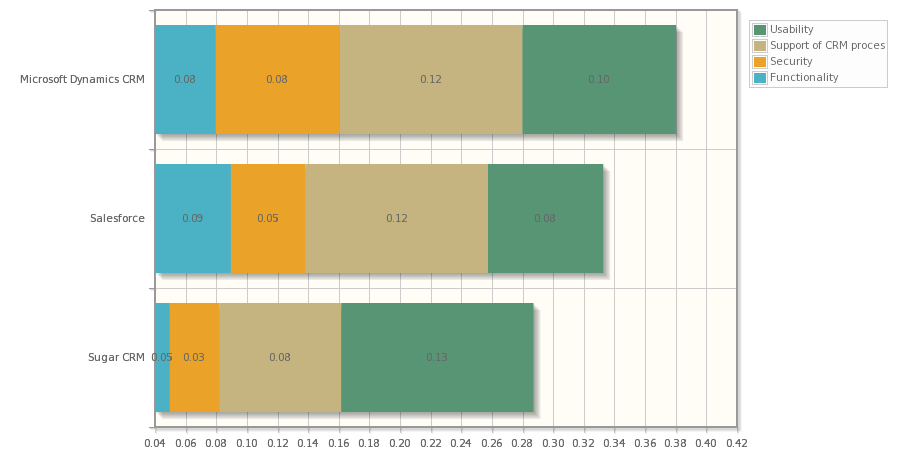 Usability
Support of CRM proces
Security
Functionality
Microsoft Dynamics CRM
0.08 0.08 0.12 0.10
Salesforce
0.09 0.05 0.12 0.08
Sugar CRM
0.05 0.03 0.08 0.13
0.04 0.06 0.08 0.10 0.12 0.14 0.16 0.18 0.20 0.22 0.24 0.26 0.28 0.30 0.32 0.34 0.36 0.38 0.40 0.42